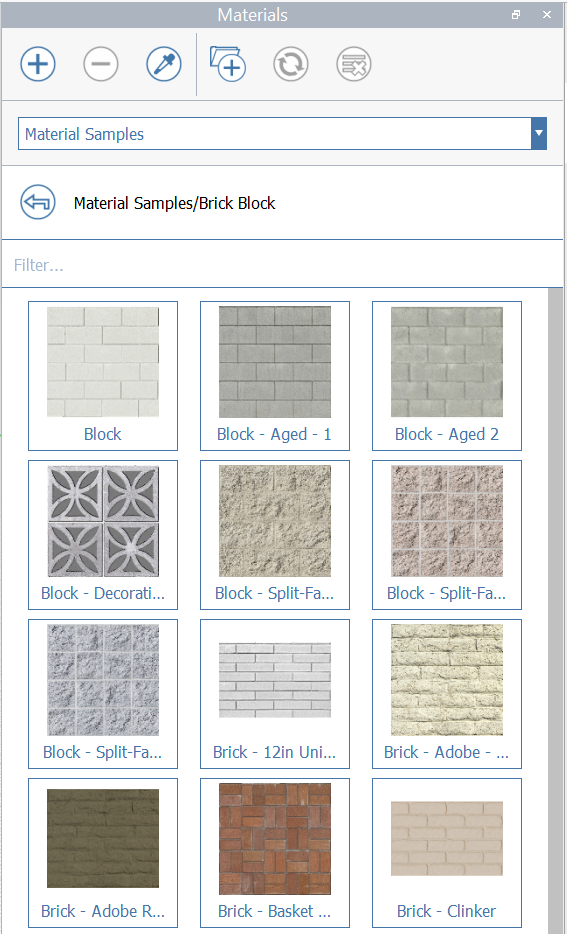 Materials
Material Samples
Material Samples/Brick Block
Filter...
Block
Block - Aged - 1
Block - Aged 2
Block - Decorati...
Block - Split-Fa...
Block - Split-Fa...
Block - Split-Fa...
Brick - 12in Uni...
Brick - Adobe - ...
Brick - Adobe R...
Brick - Basket ...
Brick - Clinker